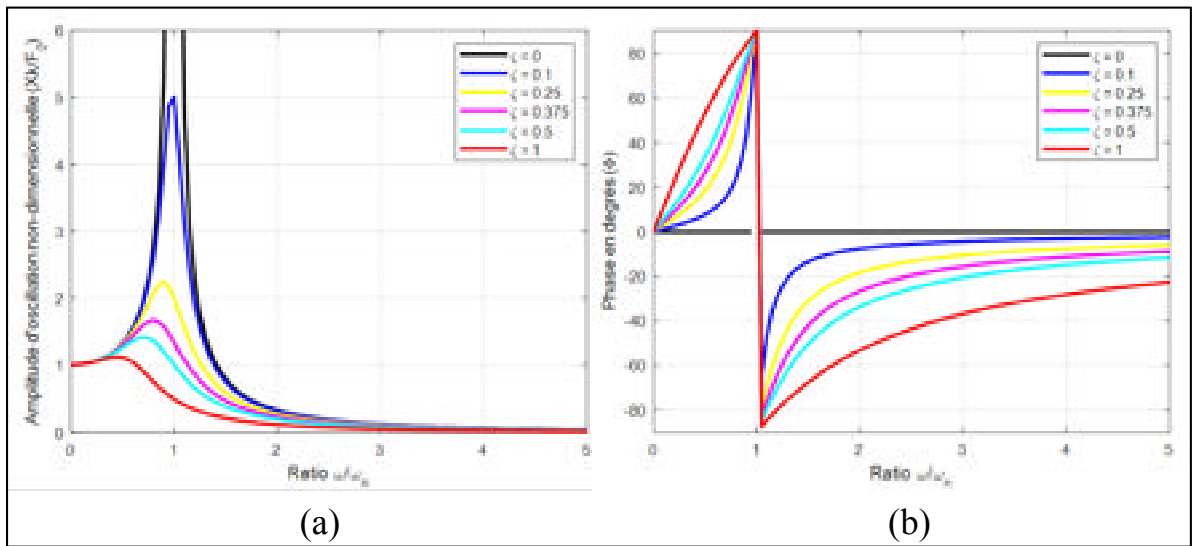 Amplitude d'oscillation non-dimensionnelle (Xk/F₀)
6
5
4
3
2
1
0
0 1 2 3 4 5
Ratio ω/ωₙ
ζ = 0
ζ = 0.1
ζ = 0.25
ζ = 0.375
ζ = 0.5
ζ = 1
(a)
Phase en degrés (Φ)
80
60
40
20
0
-20
-40
-60
-80
0 1 2 3 4 5
Ratio ω/ωₙ
ζ = 0
ζ = 0.1
ζ = 0.25
ζ = 0.375
ζ = 0.5
ζ = 1
(b)